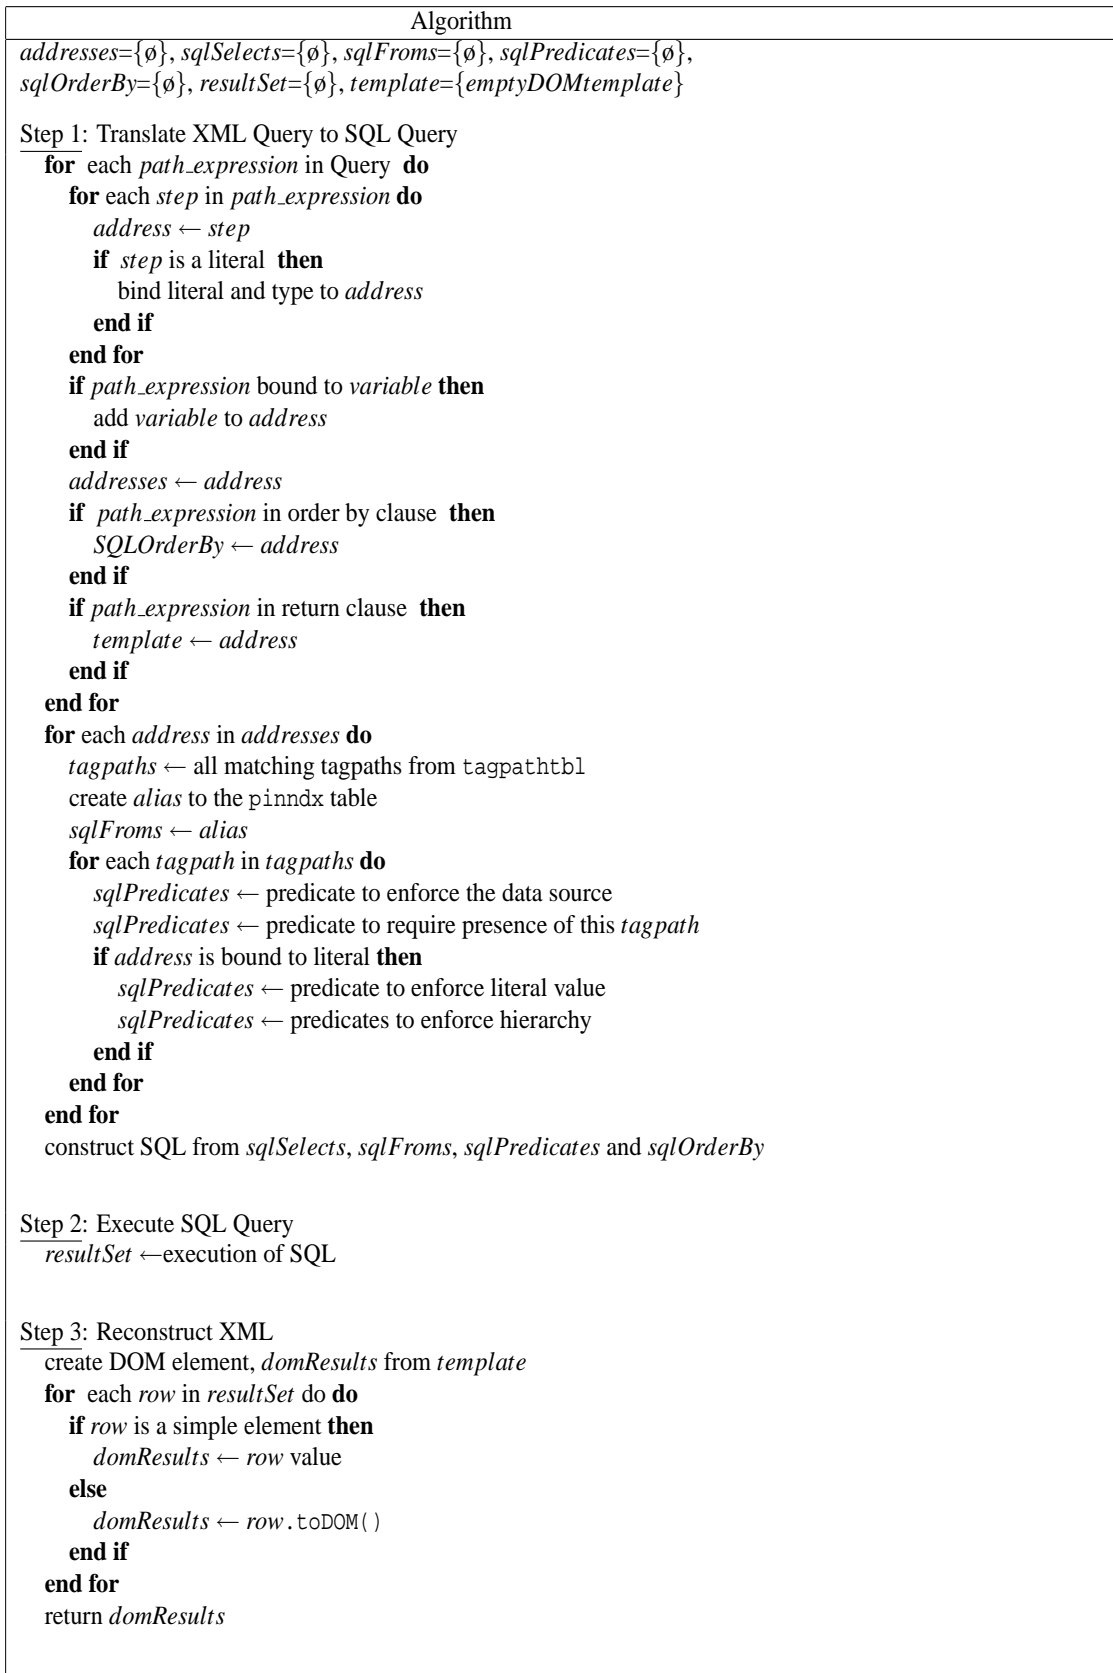 Algorithm
addresses={ø}, sqlSelects={ø}, sqlFroms={ø}, sqlPredicates={ø},
sqlOrderBy={ø}, resultSet={ø}, template={emptyDOMtemplate}
Step 1: Translate XML Query to SQL Query
for each path_expression in Query do
for each step in path_expression do
address ← step
if step is a literal then
bind literal and type to address
end if
end for
if path_expression bound to variable then
add variable to address
end if
addresses ← address
if path_expression in order by clause then
SQLOrderBy ← address
end if
if path_expression in return clause then
template ← address
end if
end for
for each address in addresses do
tagpaths ← all matching tagpaths from tagpathtbl
create alias to the pinndx table
sqlFroms ← alias
for each tagpath in tagpaths do
sqlPredicates ← predicate to enforce the data source
sqlPredicates ← predicate to require presence of this tagpath
if address is bound to literal then
sqlPredicates ← predicate to enforce literal value
sqlPredicates ← predicates to enforce hierarchy
end if
end for
end for
construct SQL from sqlSelects, sqlFroms, sqlPredicates and sqlOrderBy
Step 2: Execute SQL Query
resultSet ←execution of SQL
Step 3: Reconstruct XML
create DOM element, domResults from template
for each row in resultSet do do
if row is a simple element then
domResults ← row value
else
domResults ← row.toDOM()
end if
end for
return domResults